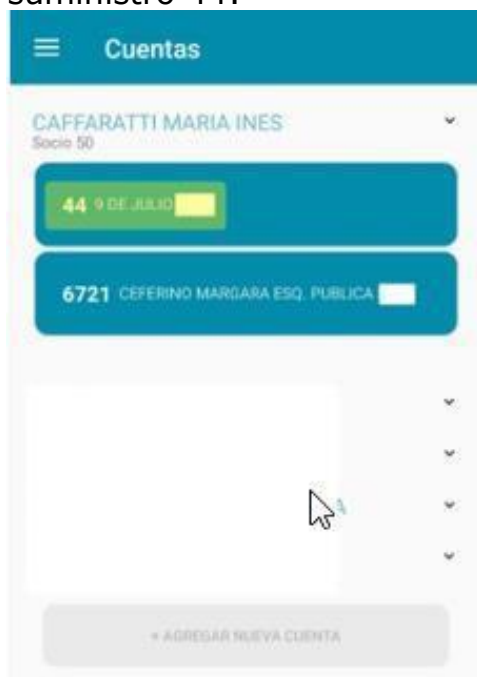 suministro 44.
Cuentas
CAFFARATTI MARIA INES
Socio 50
44 9 DE JULIO
6721 CEFERINO MARGARA ESQ. PUBLICA
+ AGREGAR NUEVA CUENTA